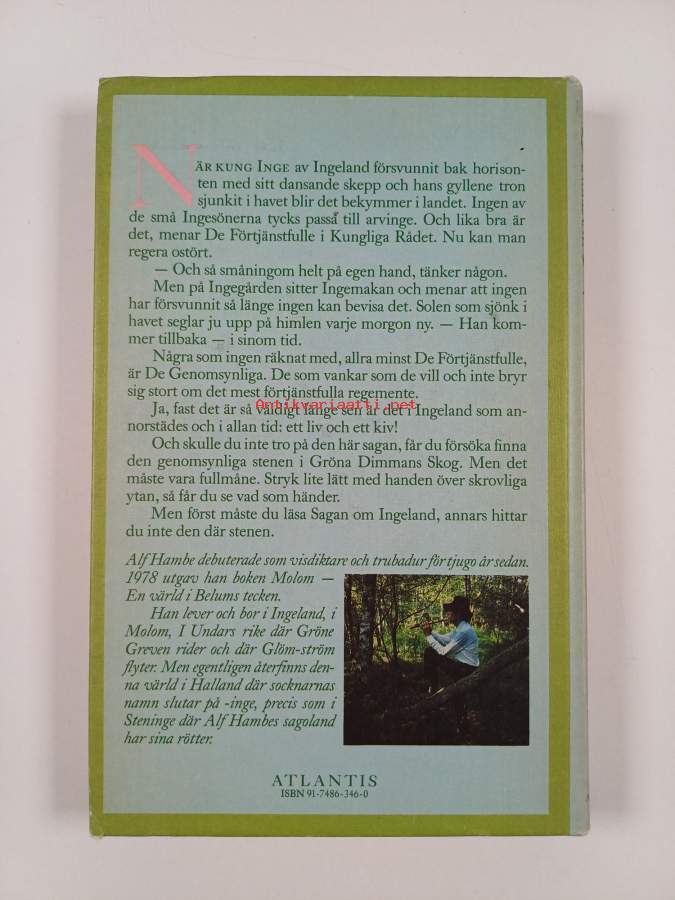 NÄR KUNG INGE av Ingeland försvunnit bak horison-
ten med sitt dansande skepp och hans gyllene tron
sjunkit i havet blir det bekymmer i landet. Ingen av
de små Ingesönerna tycks passa till arvinge. Och lika bra är
det, menar De Förtjänstfulle i Kungliga Rådet. Nu kan man
regera ostört.
— Och så småningom helt på egen hand, tänker någon.
Men på Ingegården sitter Ingemakan och menar att ingen
har försvunnit så länge ingen kan bevisa det. Solen som sjönk i
havet seglar ju upp på himlen varje morgon ny. — Han kom-
mer tillbaka — i sinom tid.
Några som ingen räknat med, allra minst De Förtjänstfulle,
är De Genomsynliga. De som vankar som de vill och inte bryr
sig stort om det mest förtjänstfulla regemente.
Antikvariaatti.net
Ja, fast det är så väldigt länge sen är det i Ingeland som an-
norstädes och i allan tid: ett liv och ett kiv!
Och skulle du inte tro på den här sagan, får du försöka finna
den genomsynliga stenen i Gröna Dimmans Skog. Men det
måste vara fullmåne. Stryk lite lätt med handen över skrovliga
ytan, så får du se vad som händer.
Men först måste du läsa Sagan om Ingeland, annars hittar
du inte den där stenen.
Alf Hambe debuterade som visdiktare och trubadur för tjugo år sedan.
1978 utgav han boken Molom —
En värld i Belums tecken.
Han lever och bor i Ingeland, i
Molom, I Undars rike där Gröne
Greven rider och där Glöm-ström
flyter. Men egentligen återfinns den-
na värld i Halland där socknarnas
namn slutar på -inge, precis som i
Steninge där Alf Hambes sagoland
har sina rötter.
ATLANTIS
ISBN 91-7486-346-0